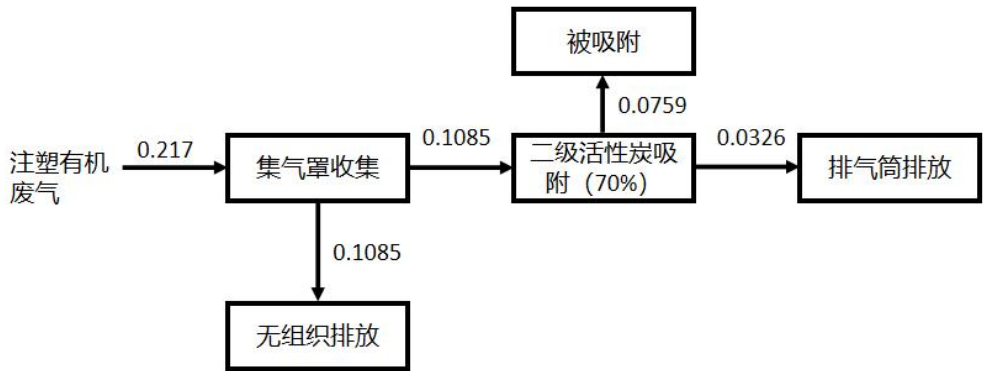 被吸附
0.0759
注塑有机
废气
0.217
集气罩收集
0.1085
二级活性炭吸
附（70%）
0.0326
排气筒排放
0.1085
无组织排放